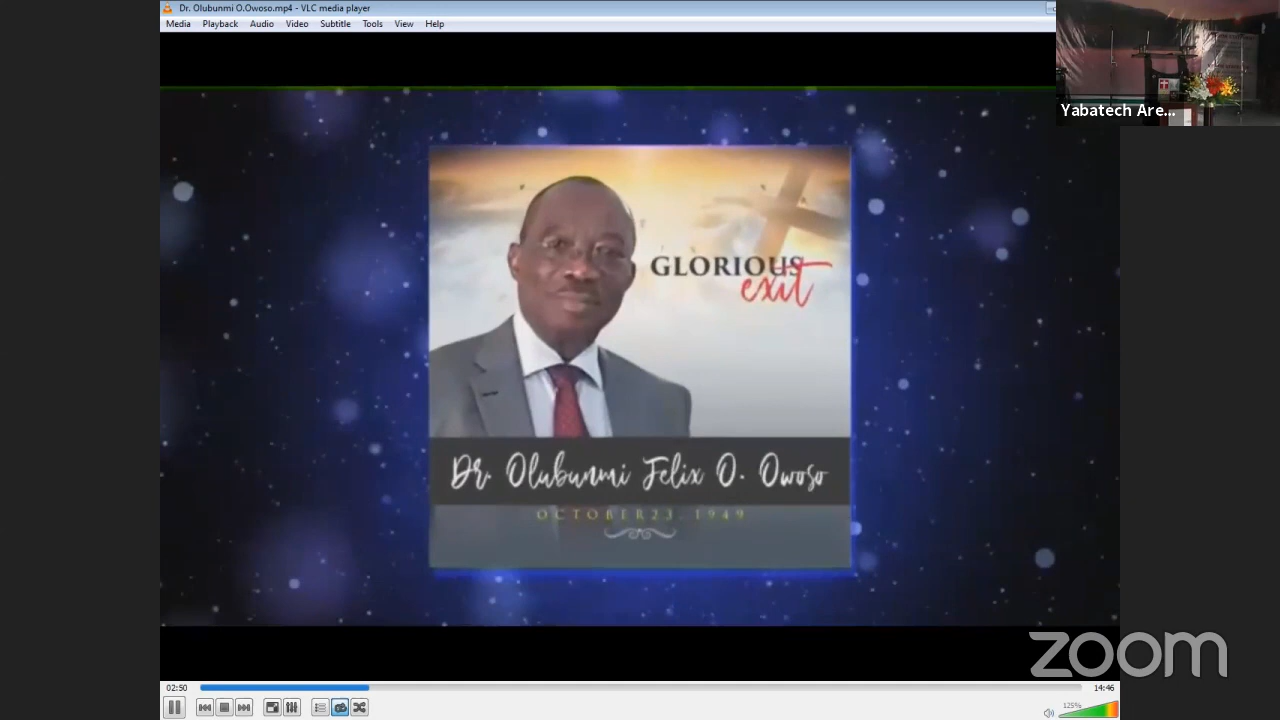 Dr. Olubunmi O.Owoso.mp4 - VLC media player
Media Playback Audio Video Subtitle Tools View Help
Yabatech Are...
GLORIOUS
exit
Dr. Olubunmi Felix O. Owoso
OCTOBER 23, 1949
zoom
02:50
14:46
125%